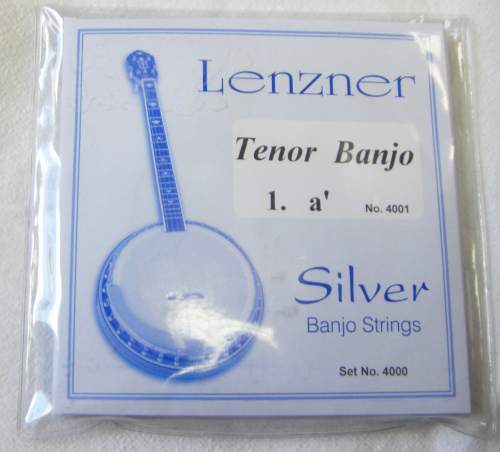 Lenzner
Tenor Banjo
1. a' No. 4001
Silver
Banjo Strings
Set No. 4000